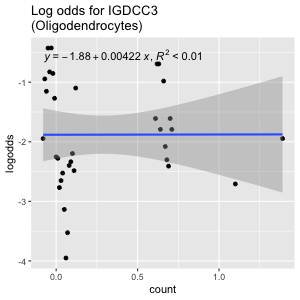 Log odds for IGDCC3
(Oligodendrocytes)
y = −1.88 + 0.00422 x, R² < 0.01
-1
-2
-3
-4
logodds
0.0 0.5 1.0
count